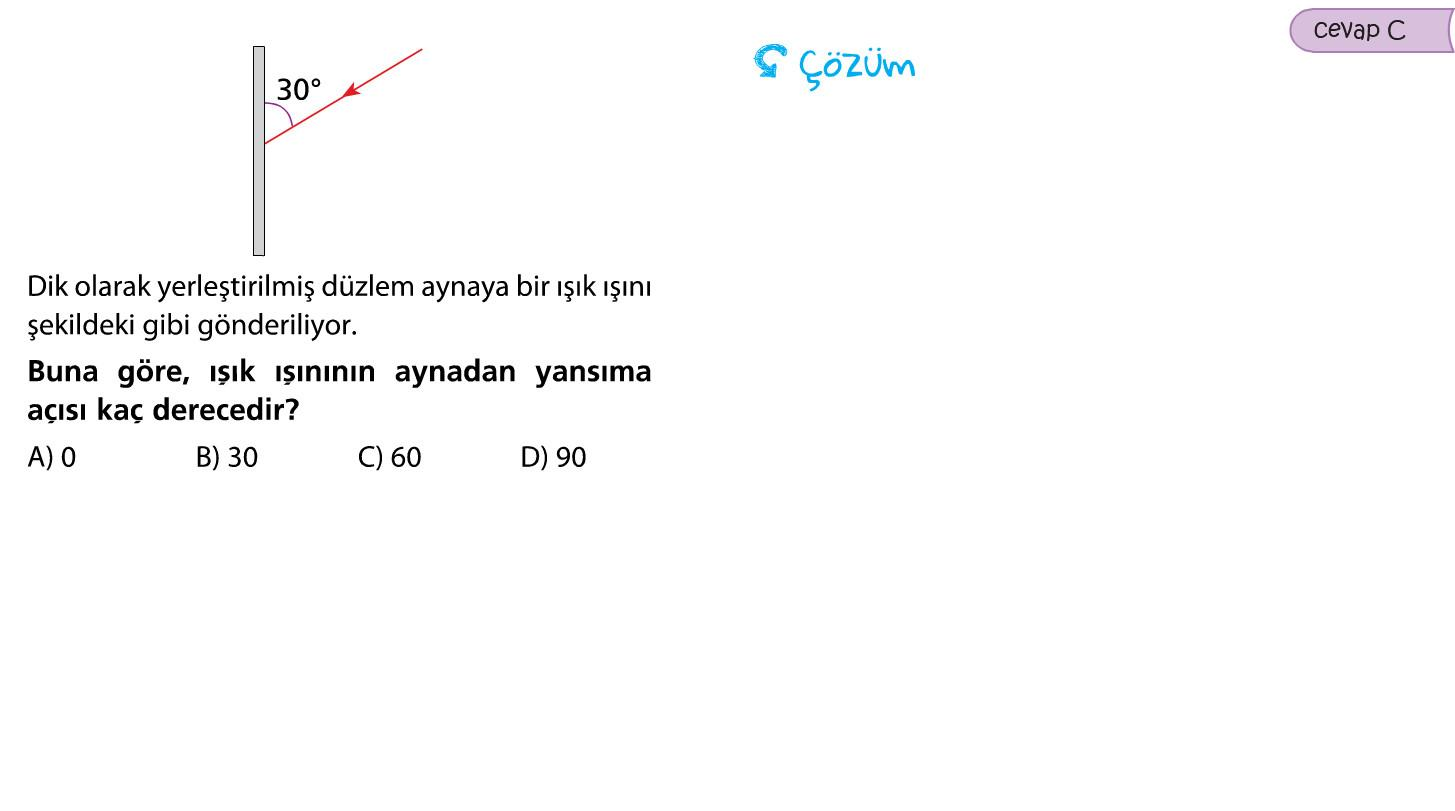 30°
Dik olarak yerleştirilmiş düzlem aynaya bir ışık ışını
şekildeki gibi gönderiliyor.
Buna göre, ışık ışınının aynadan yansıma
açısı kaç derecedir?
A) 0 B) 30 C) 60 D) 90
Çözüm
cevap C